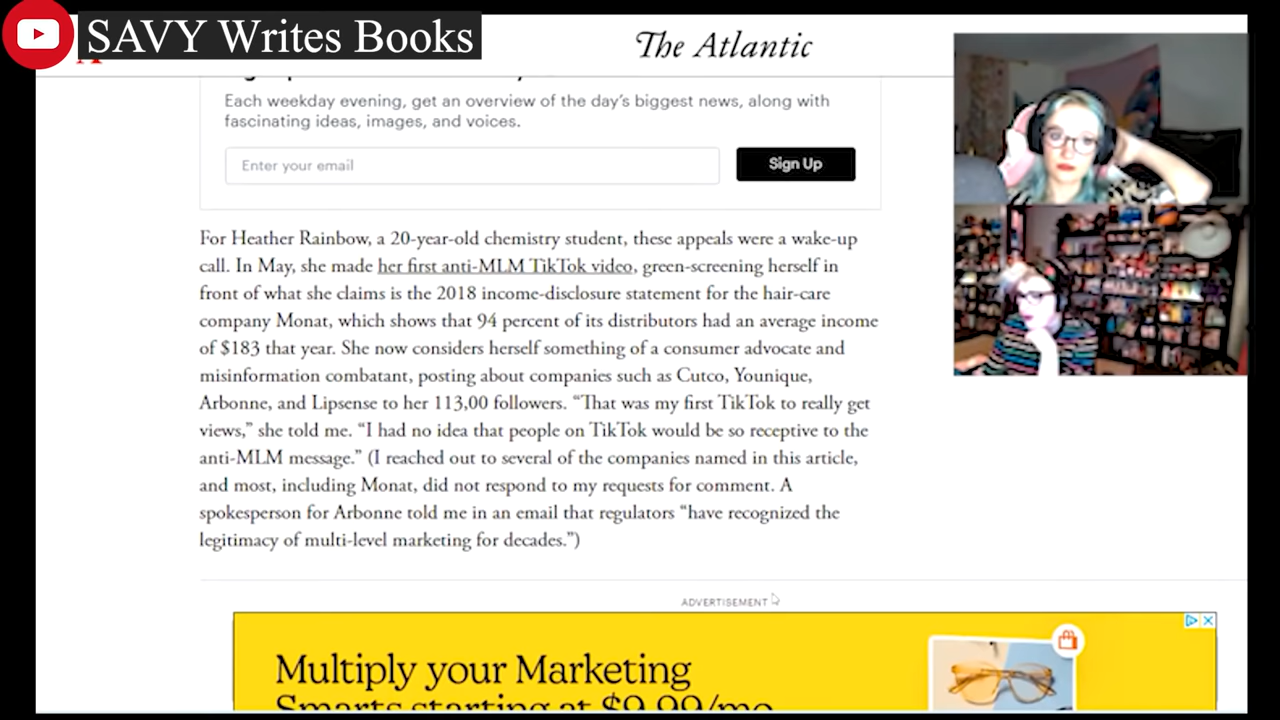 SAVY Writes Books
The Atlantic
Each weekday evening, get an overview of the day's biggest news, along with
fascinating ideas, images, and voices.
Enter your email
Sign Up
For Heather Rainbow, a 20-year-old chemistry student, these appeals were a wake-up
call. In May, she made her first anti-MLM TikTok video, green-screening herself in
front of what she claims is the 2018 income-disclosure statement for the hair-care
company Monat, which shows that 94 percent of its distributors had an average income
of $183 that year. She now considers herself something of a consumer advocate and
misinformation combatant, posting about companies such as Cutco, Younique,
Arbonne, and Lipsense to her 113,00 followers. “That was my first TikTok to really get
views,” she told me. “I had no idea that people on TikTok would be so receptive to the
anti-MLM message.” (I reached out to several of the companies named in this article,
and most, including Monat, did not respond to my requests for comment. A
spokesperson for Arbonne told me in an email that regulators “have recognized the
legitimacy of multi-level marketing for decades.”)
ADVERTISEMENT
Multiply your Marketing
Smarts starting at $9.99/mo